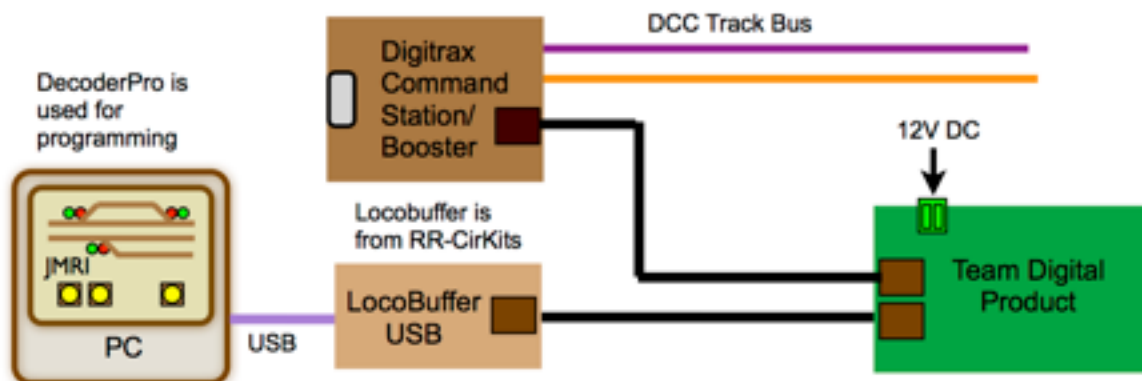 DCC Track Bus
Digitrax
Command
Station/
Booster
DecoderPro is
used for
programming
12V DC
Locobuffer is
from RR-CirKits
JMRI
LocoBuffer
USB
Team Digital
Product
PC
USB